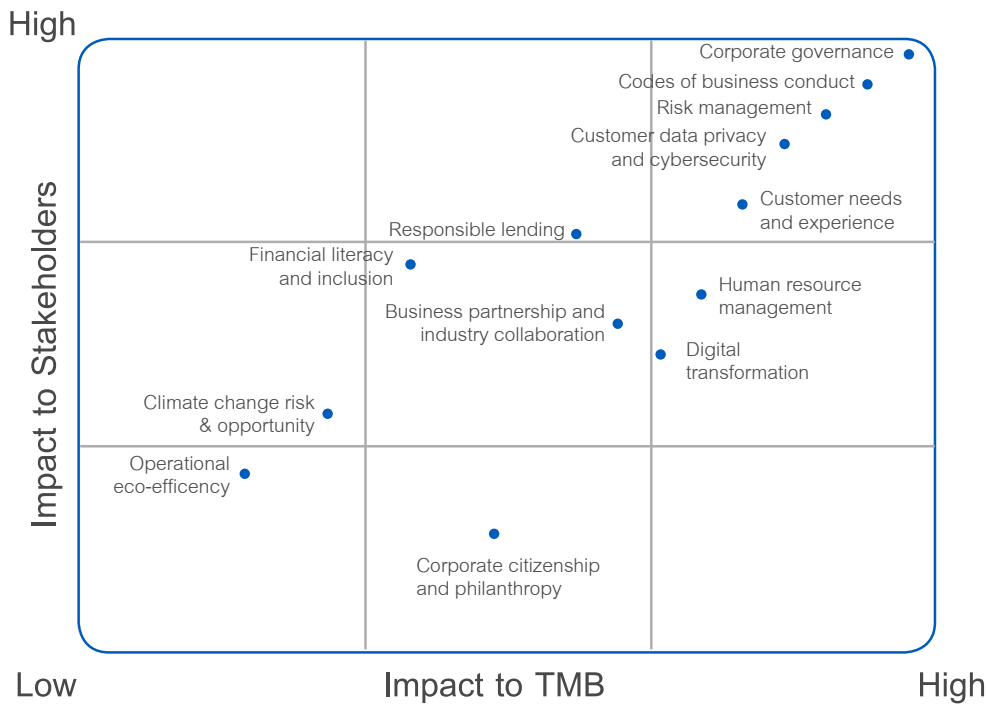 High
Corporate governance
Codes of business conduct
Risk management
Customer data privacy
and cybersecurity
Customer needs
and experience
Responsible lending
Financial literacy
and inclusion
Human resource
management
Business partnership and
industry collaboration
Digital
transformation
Climate change risk
& opportunity
Operational
eco-efficency
Corporate citizenship
and philanthropy
Impact to Stakeholders
Low
Impact to TMB
High